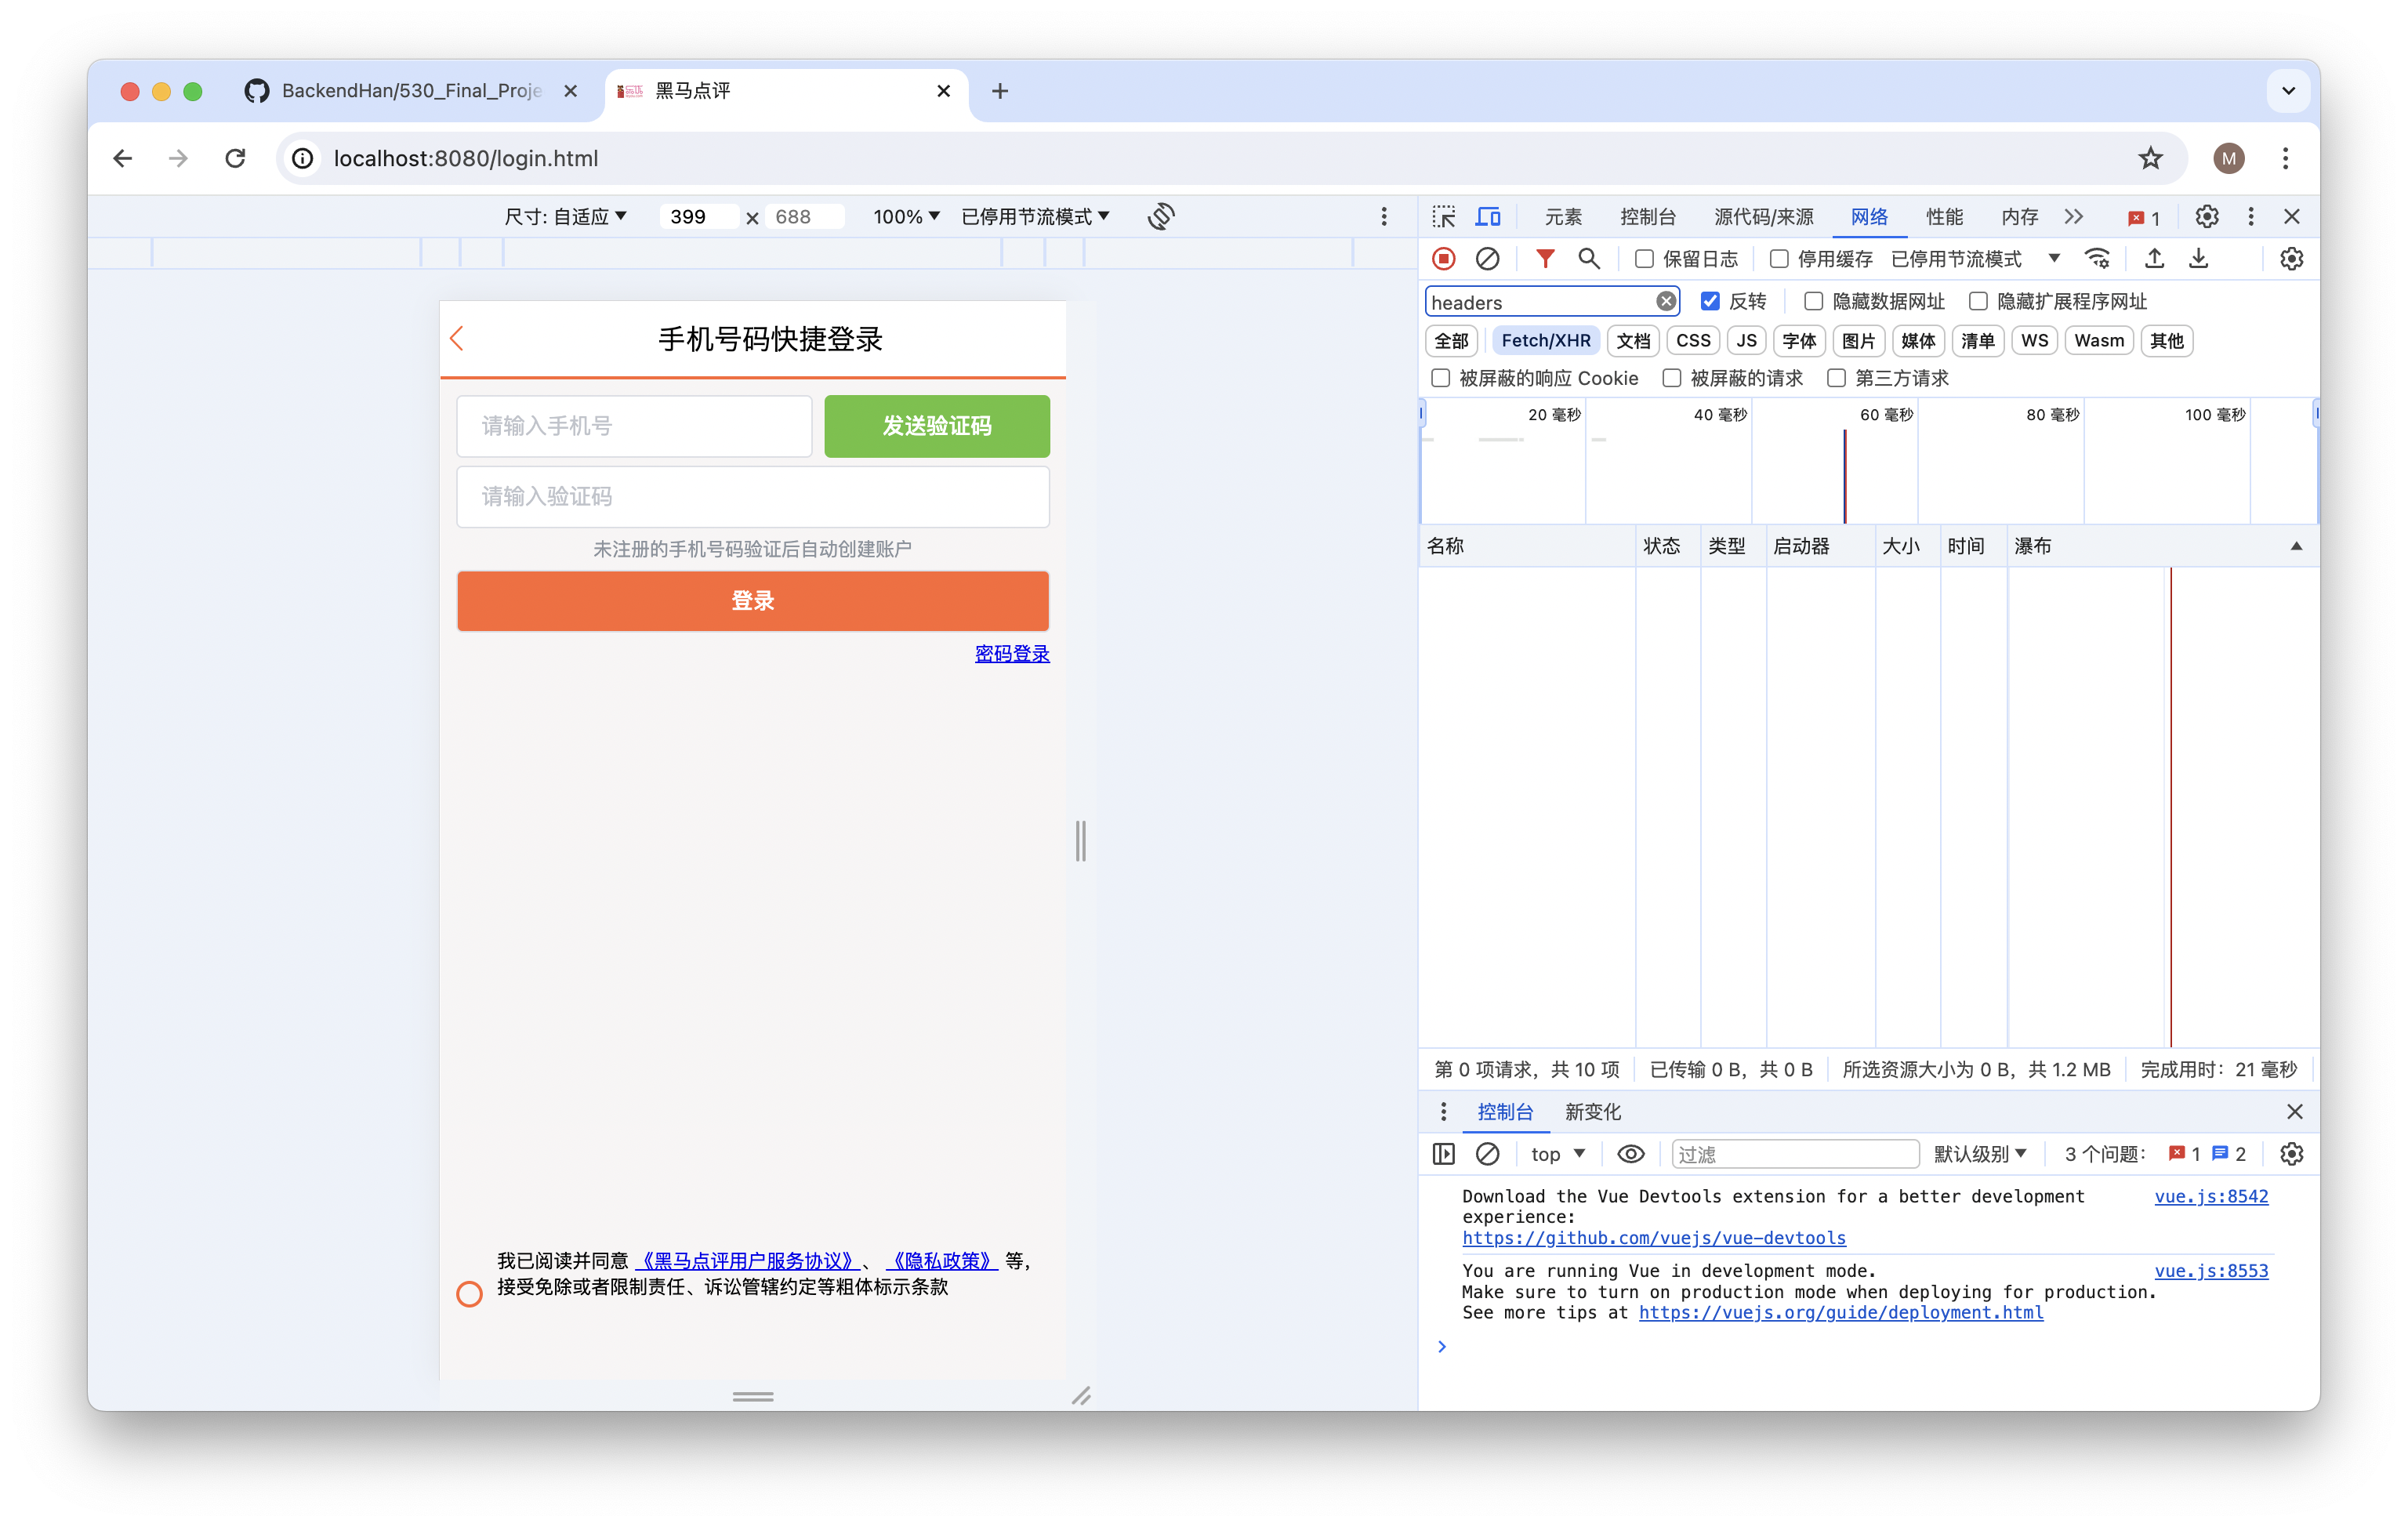 BackendHan/530_Final_Proje
黑马点评
localhost:8080/login.html
M
尺寸: 自适应
399
×
688
100%
已停用节流模式
元素
控制台
源代码/来源
网络
性能
内存
1
保留日志
停用缓存
已停用节流模式
headers
反转
隐藏数据网址
隐藏扩展程序网址
全部
Fetch/XHR
文档
CSS
JS
字体
图片
媒体
清单
WS
Wasm
其他
被屏蔽的响应 Cookie
被屏蔽的请求
第三方请求
20 毫秒
40 毫秒
60 毫秒
80 毫秒
100 毫秒
名称
状态
类型
启动器
大小
时间
瀑布
手机号码快捷登录
请输入手机号
发送验证码
请输入验证码
未注册的手机号码验证后自动创建账户
登录
密码登录
我已阅读并同意 《黑马点评用户服务协议》、 《隐私政策》 等,
接受免除或者限制责任、诉讼管辖约定等粗体标示条款
第 0 项请求，共 10 项
已传输 0 B，共 0 B
所选资源大小为 0 B，共 1.2 MB
完成用时：21 毫秒
控制台
新变化
top
过滤
默认级别
3 个问题：
1
2
Download the Vue Devtools extension for a better development
vue.js:8542
experience:
https://github.com/vuejs/vue-devtools
You are running Vue in development mode.
vue.js:8553
Make sure to turn on production mode when deploying for production.
See more tips at https://vuejs.org/guide/deployment.html